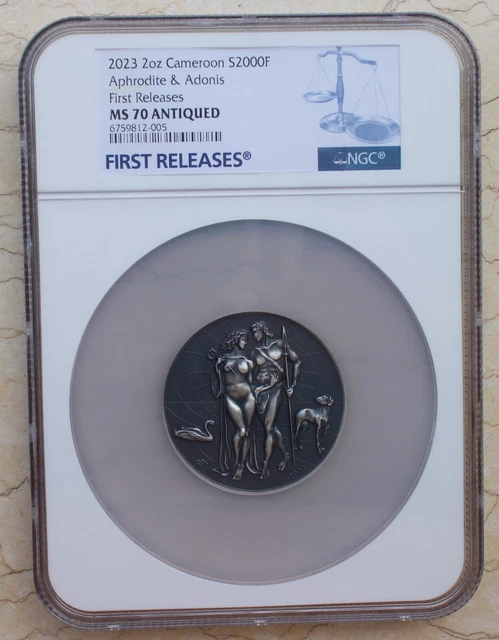 2023 2oz Cameroon S2000F
Aphrodite & Adonis
First Releases
MS 70 ANTIQUED
6759812-005
FIRST RELEASES®
NGC®